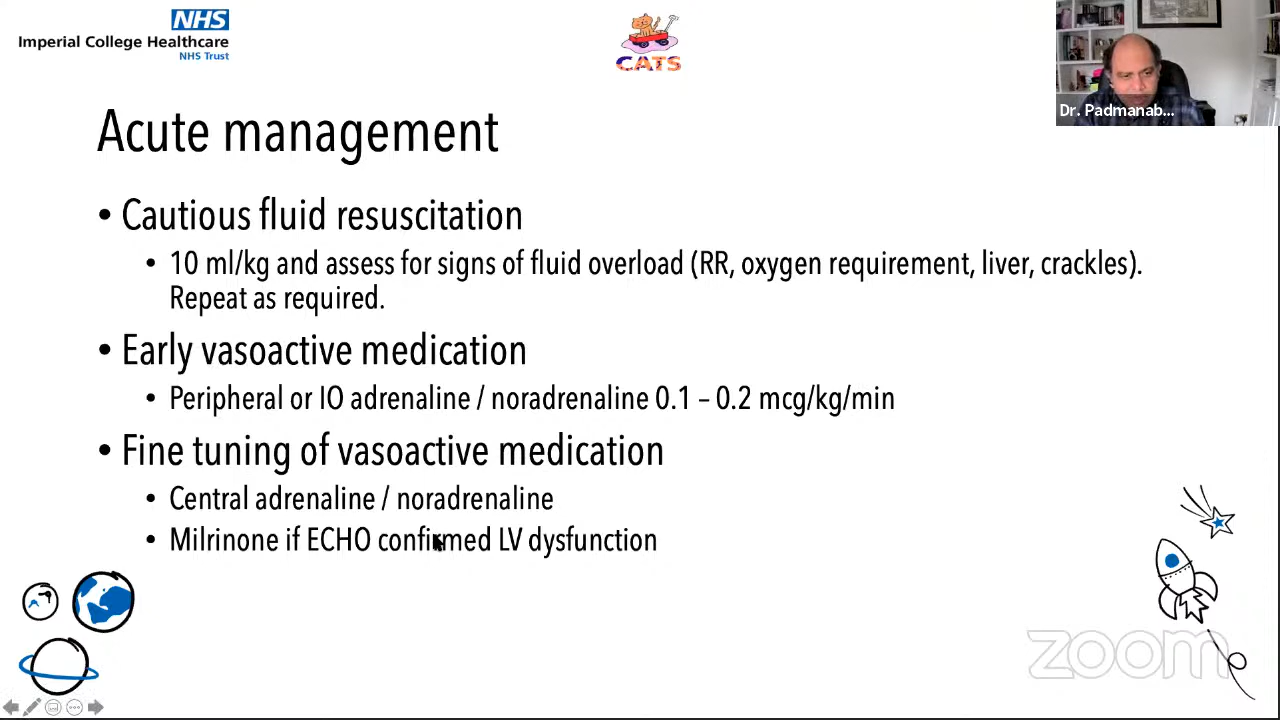 NHS
Imperial College Healthcare
NHS Trust
CATS
Dr. Padmanab...
Acute management
• Cautious fluid resuscitation
• 10 ml/kg and assess for signs of fluid overload (RR, oxygen requirement, liver, crackles).
Repeat as required.
• Early vasoactive medication
• Peripheral or IO adrenaline / noradrenaline 0.1 – 0.2 mcg/kg/min
• Fine tuning of vasoactive medication
• Central adrenaline / noradrenaline
• Milrinone if ECHO confirmed LV dysfunction
zoom